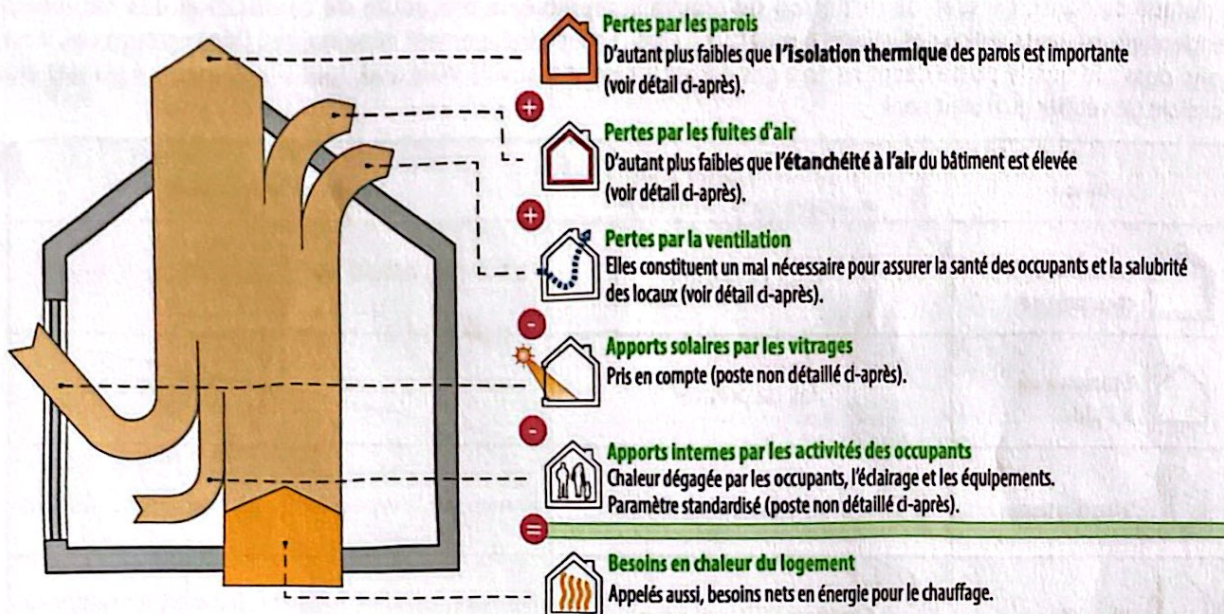 Pertes par les parois
D'autant plus faibles que l'isolation thermique des parois est importante
(voir détail ci-après).
+
Pertes par les fuites d'air
D'autant plus faibles que l'étanchéité à l'air du bâtiment est élevée
(voir détail ci-après).
+
Pertes par la ventilation
Elles constituent un mal nécessaire pour assurer la santé des occupants et la salubrité
des locaux (voir détail ci-après).
-
Apports solaires par les vitrages
Pris en compte (poste non détaillé ci-après).
-
Apports internes par les activités des occupants
Chaleur dégagée par les occupants, l'éclairage et les équipements.
Paramètre standardisé (poste non détaillé ci-après).
=
Besoins en chaleur du logement
Appelés aussi, besoins nets en énergie pour le chauffage.